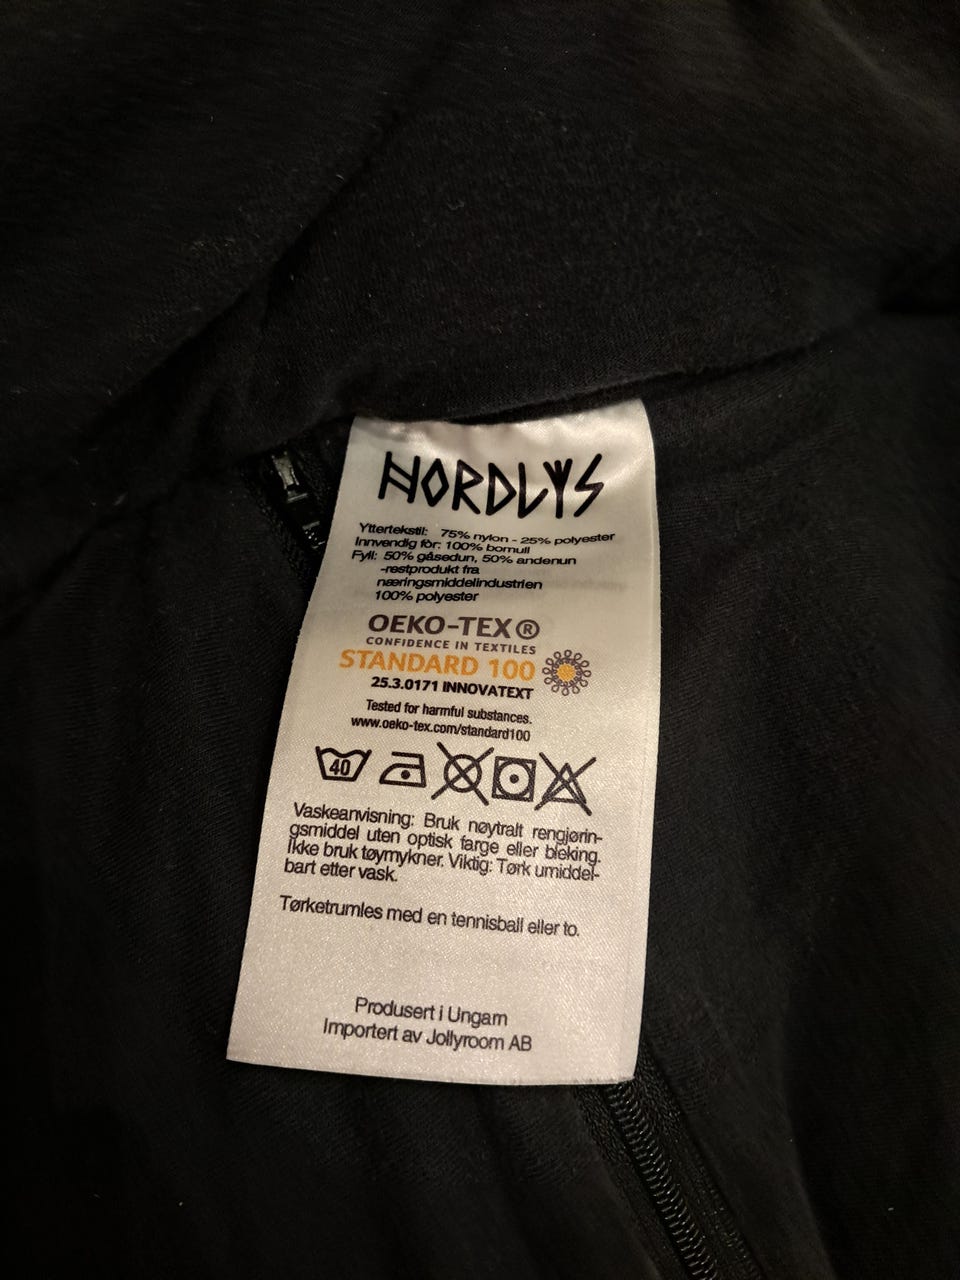 NORDLYS
Yttertekstil: 75% nylon - 25% polyester
Innvendig fôr: 100% bomull
Fyll: 50% gåsedun, 50% andenun
-restprodukt fra
næringsmiddelindustrien
100% polyester
OEKO-TEX®
CONFIDENCE IN TEXTILES
STANDARD 100
25.3.0171 INNOVATEXT
Tested for harmful substances.
www.oeko-tex.com/standard100
40
Vaskeanvisning: Bruk nøytralt rengjørin-
gsmiddel uten optisk farge eller bleking.
Ikke bruk tøymykner. Viktig: Tørk umiddel-
bart etter vask.
Tørketrumles med en tennisball eller to.
Produsert i Ungarn
Importert av Jollyroom AB